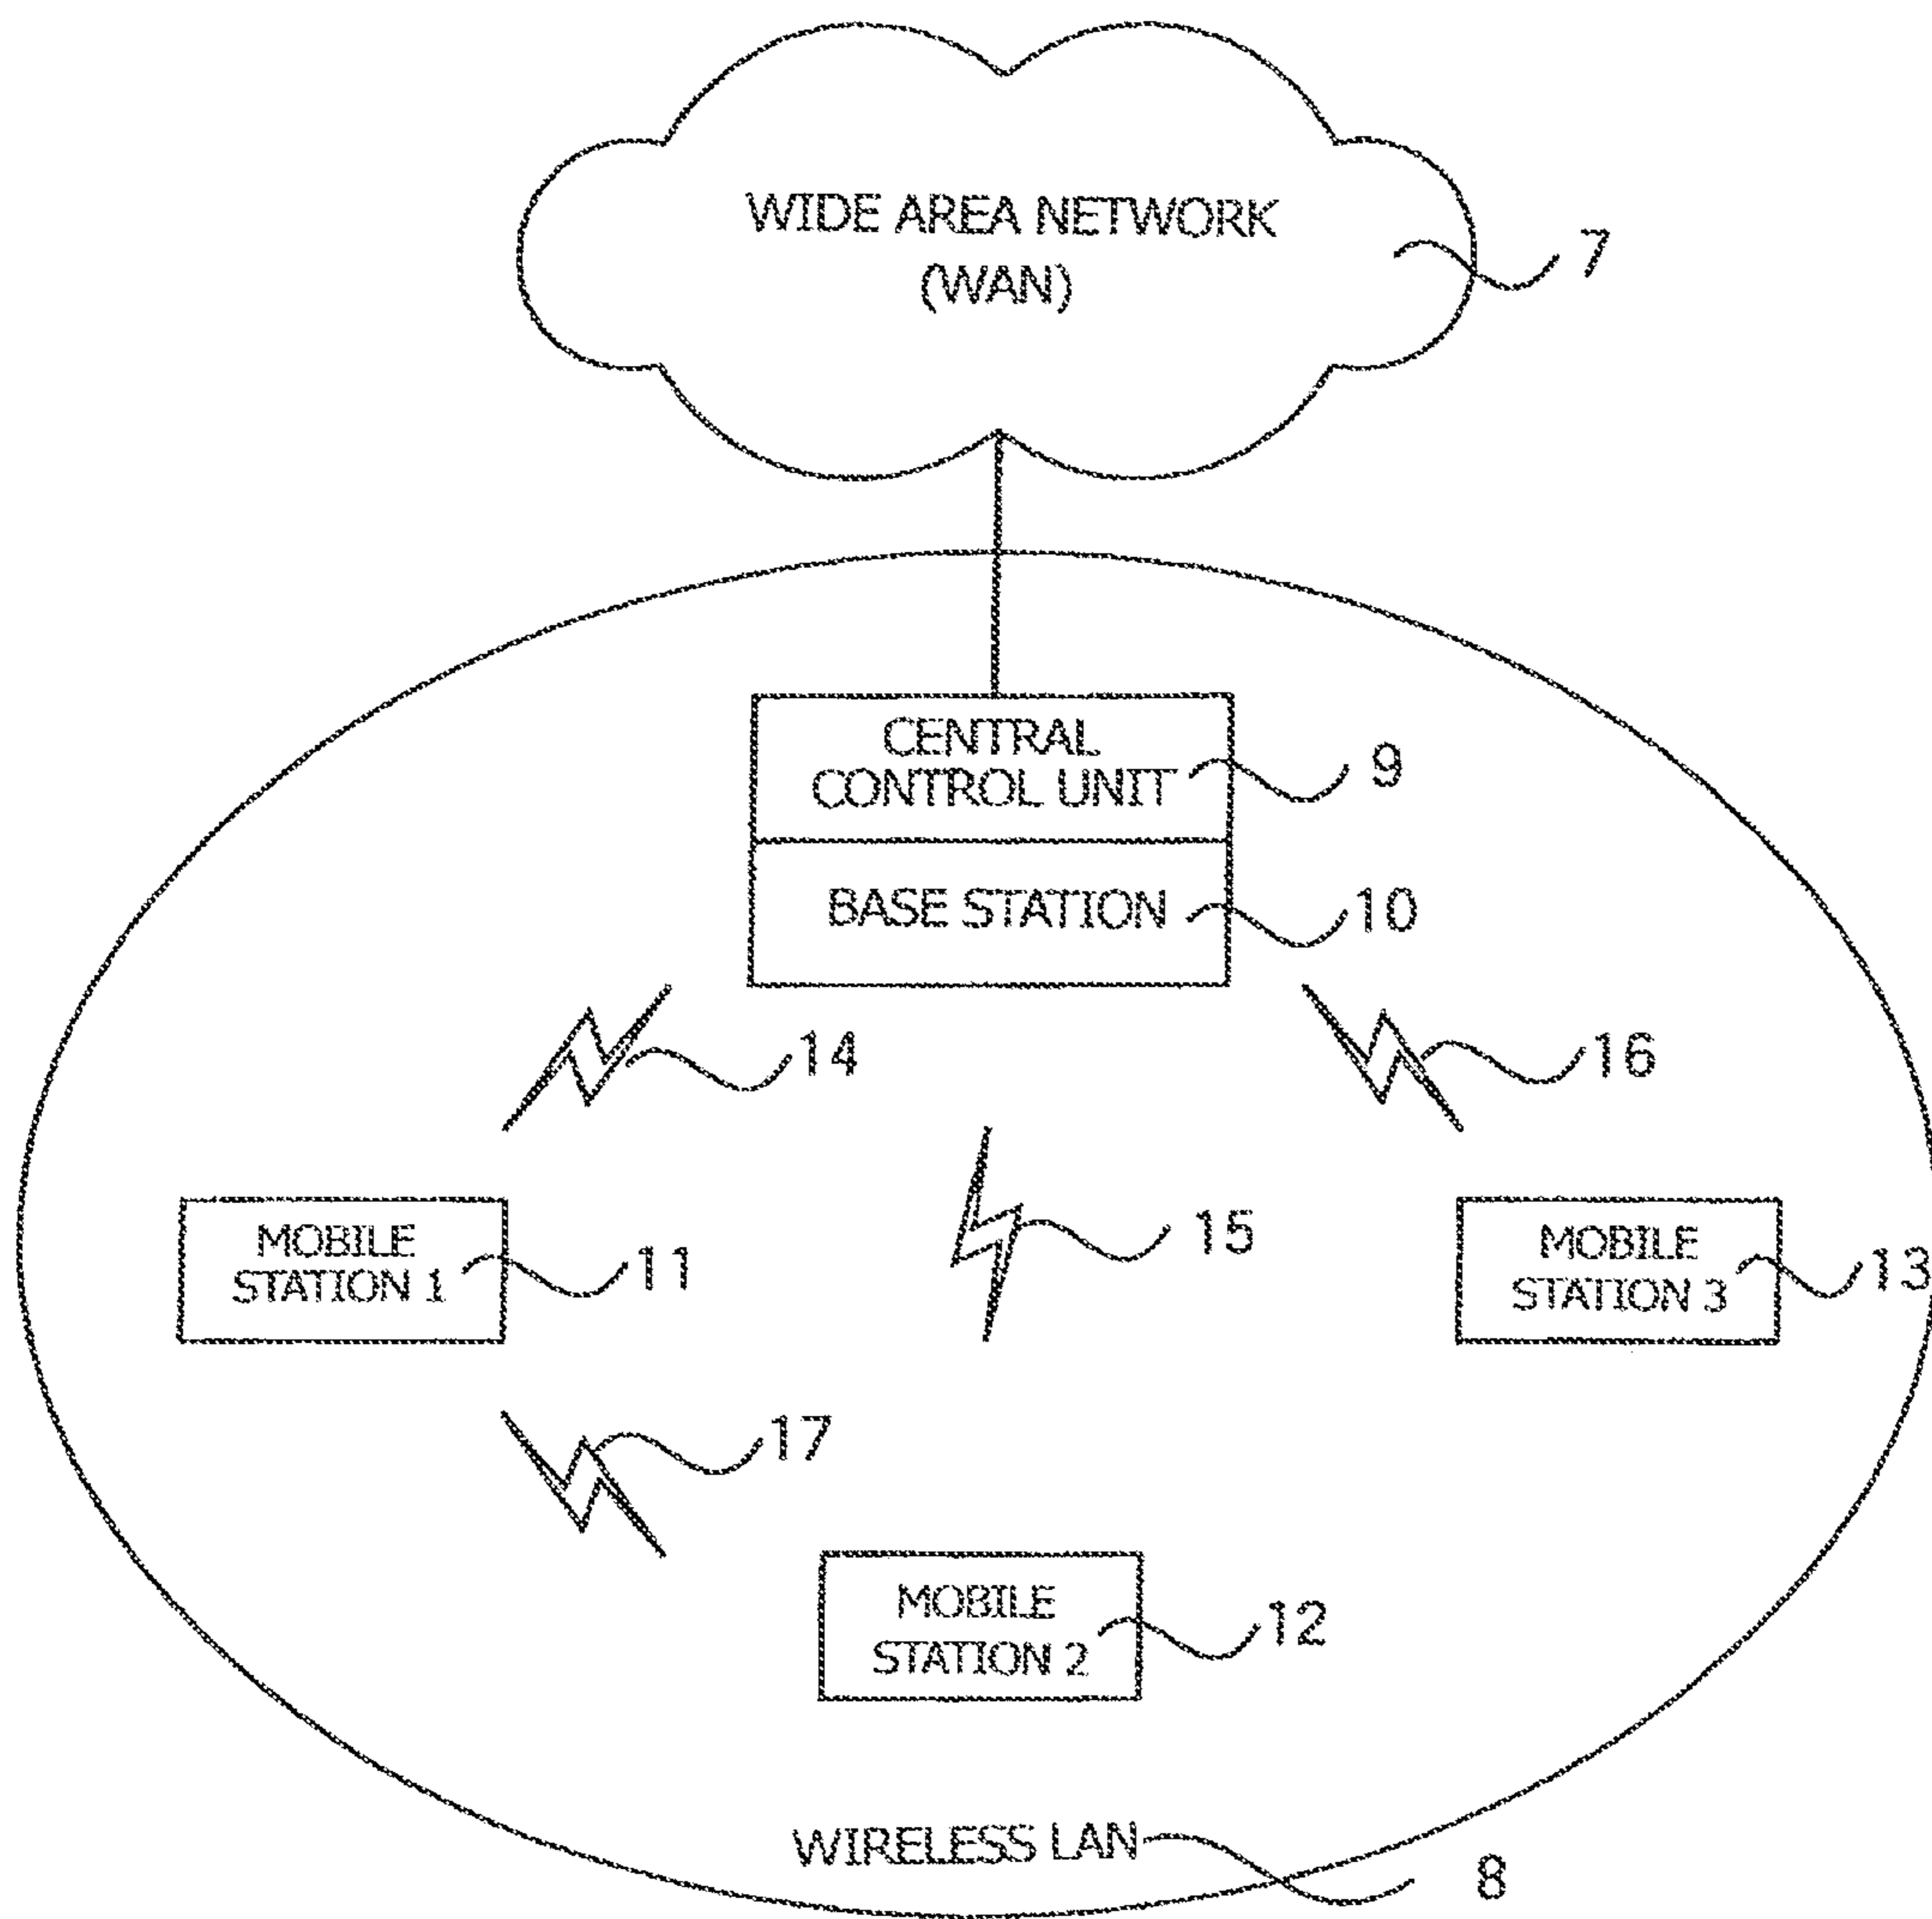 WIDE AREA NETWORK
(WAN)
7
CENTRAL
CONTROL UNIT
9
BASE STATION
10
14
16
15
MOBILE
STATION 1
11
MOBILE
STATION 3
13
17
MOBILE
STATION 2
12
WIRELESS LAN
8